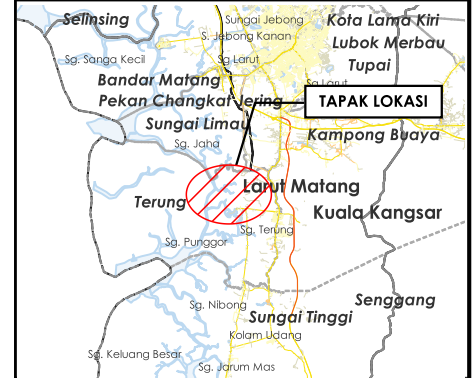 Selinsing
Sungai Jebong
Kota Lama Kiri
S. Jebong Kanan
Lubok Merbau
Sg. Sanga Kecil
Sg Larut
Tupai
Bandar Matang
Sg Larut
Pekan Changkat Jering
TAPAK LOKASI
Sungai Limau
Kampong Buaya
Sg. Jaha
Larut Matang
Terung
Kuala Kangsar
Sg. Terung
Sg. Punggor
Sg. Nibong
Senggang
Sungai Tinggi
Kolam Udang
Sg. Keluang Besar
Sg. Jarum Mas